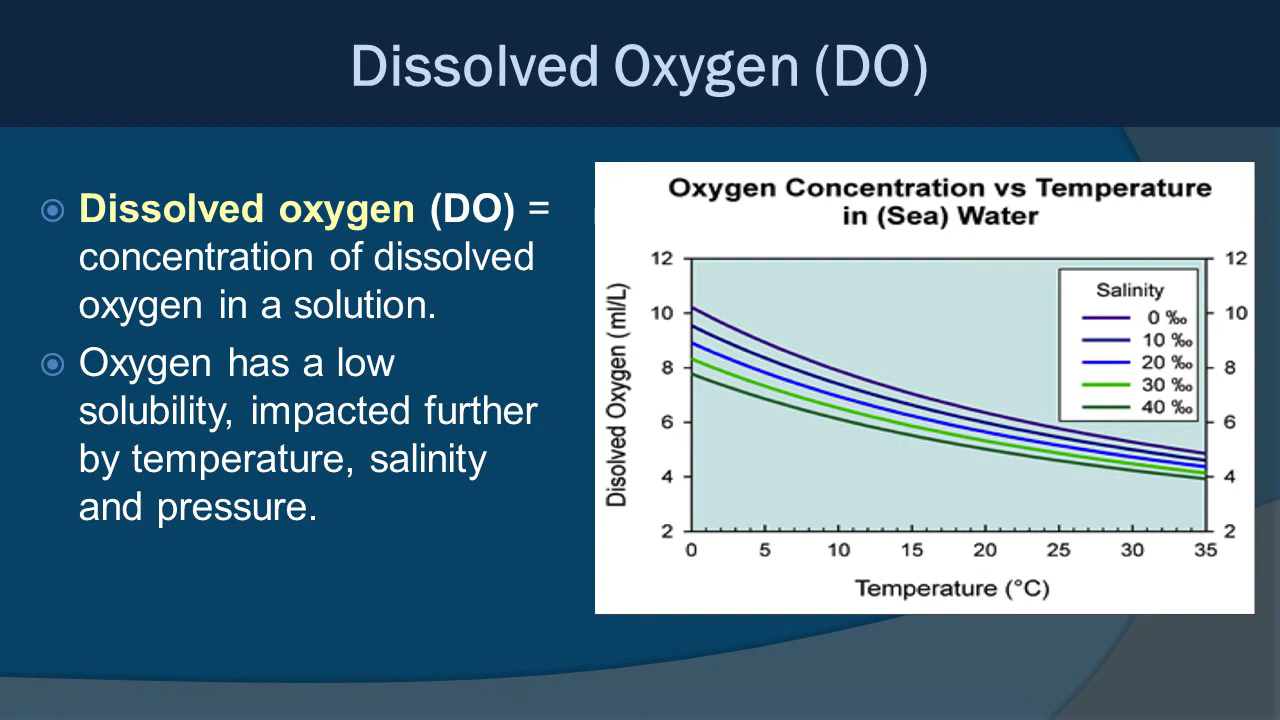 Dissolved Oxygen (DO)
Dissolved oxygen (DO) =
concentration of dissolved
oxygen in a solution.
Oxygen has a low
solubility, impacted further
by temperature, salinity
and pressure.
Oxygen Concentration vs Temperature
in (Sea) Water
Disolved Oxygen (ml/L)
12
10
8
6
4
2
Salinity
0 ‰
10 ‰
20 ‰
30 ‰
40 ‰
12
10
8
6
4
2
0 5 10 15 20 25 30 35
Temperature (°C)